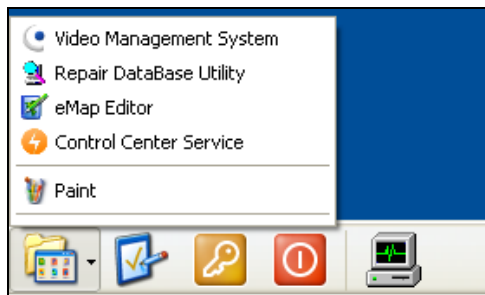 Video Management System
Repair DataBase Utility
eMap Editor
Control Center Service
Paint